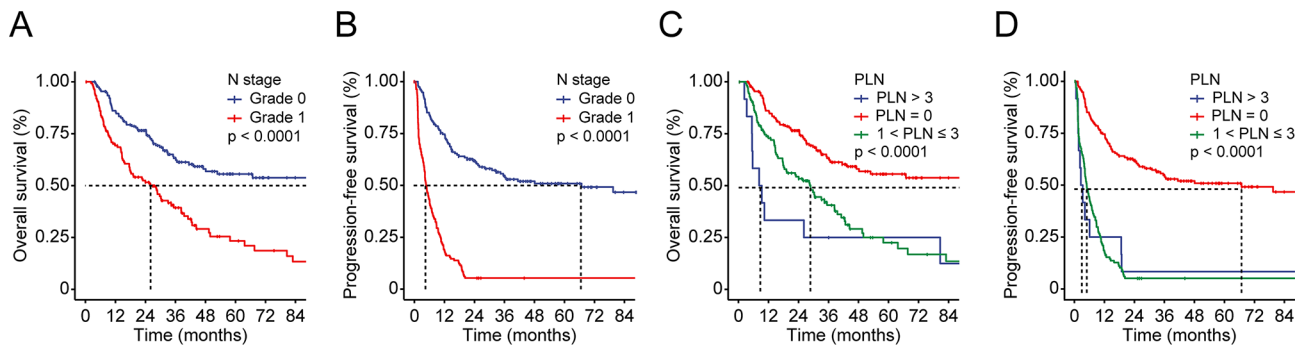 A
Overall survival (%)
1.00
0.75
0.50
0.25
0
0 12 24 36 48 60 72 84
Time (months)
N stage
Grade 0
Grade 1
p < 0.0001
B
Progression-free survival (%)
1.00
0.75
0.50
0.25
0
0 12 24 36 48 60 72 84
Time (months)
N stage
Grade 0
Grade 1
p < 0.0001
C
Overall survival (%)
1.00
0.75
0.50
0.25
0
0 12 24 36 48 60 72 84
Time (months)
PLN
PLN > 3
PLN = 0
1 < PLN ≤ 3
p < 0.0001
D
Progression-free survival (%)
1.00
0.75
0.50
0.25
0
0 12 24 36 48 60 72 84
Time (months)
PLN
PLN > 3
PLN = 0
1 < PLN ≤ 3
p < 0.0001